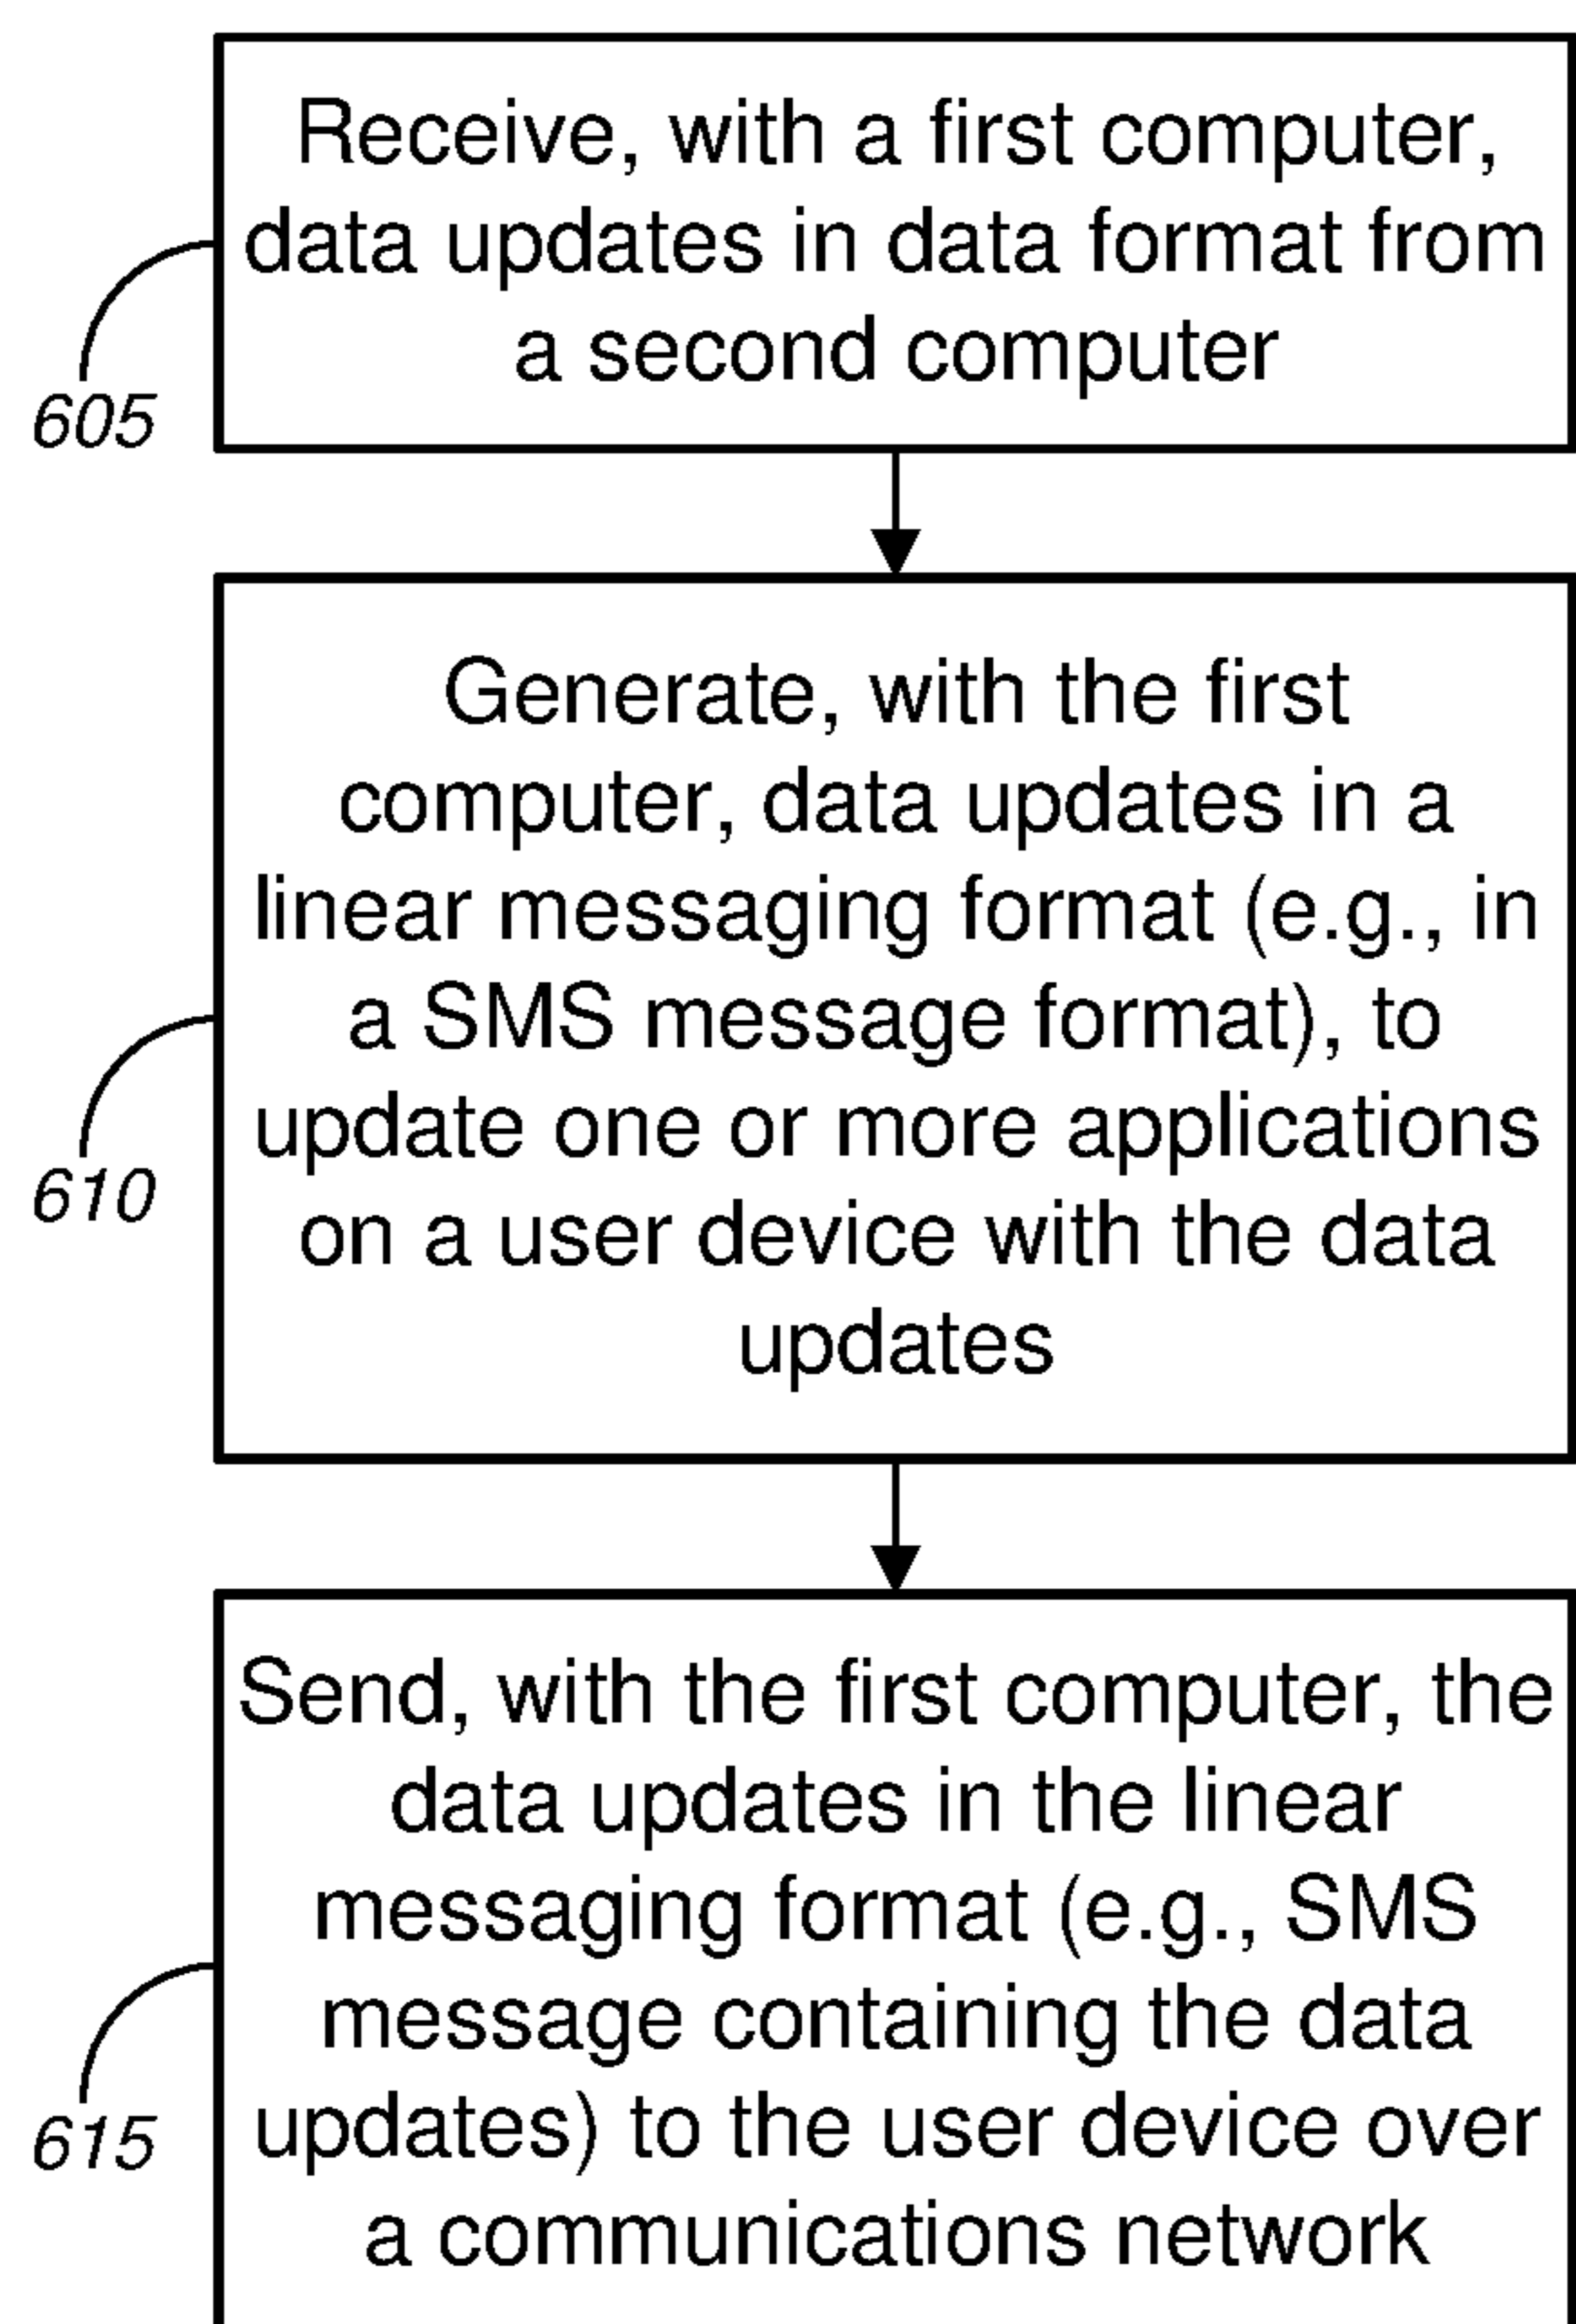 Receive, with a first computer,
data updates in data format from
a second computer
605
Generate, with the first
computer, data updates in a
linear messaging format (e.g., in
a SMS message format), to
update one or more applications
on a user device with the data
updates
610
Send, with the first computer, the
data updates in the linear
messaging format (e.g., SMS
message containing the data
updates) to the user device over
a communications network
615